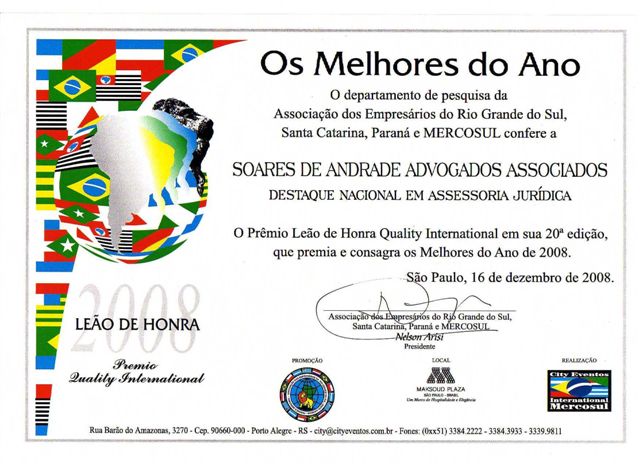 Os Melhores do Ano
O departamento de pesquisa da
Associação dos Empresários do Rio Grande do Sul,
Santa Catarina, Paraná e MERCOSUL confere a
SOARES DE ANDRADE ADVOGADOS ASSOCIADOS
DESTAQUE NACIONAL EM ASSESSORIA JURÍDICA
O Prêmio Leão de Honra Quality International em sua 20ª edição,
que premia e consagra os Melhores do Ano de 2008.
São Paulo, 16 de dezembro de 2008.
2008
LEÃO DE HONRA
Premio
Quality International
Associação dos Empresários do Rio Grande do Sul,
Santa Catarina, Paraná e MERCOSUL
Nelson Arisi
Presidente
PROMOÇÃO
LOCAL
MAKSOUD PLAZA
SÃO PAULO - BRASIL
Um Marco de Hospitalidade e Elegância
REALIZAÇÃO
City Eventos
International
Mercosul
Rua Barão do Amazonas, 3270 - Cep. 90660-000 - Porto Alegre - RS - city@cityeventos.com.br - Fones: (0xx51) 3384.2222 - 3384.3933 - 3339.9811